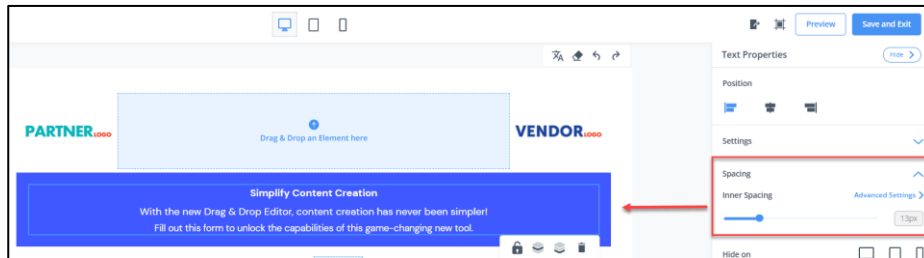 Preview
Save and Exit
Text Properties
Hide
Position
PARTNER LOGO
Drag & Drop an Element here
VENDOR LOGO
Settings
Simplify Content Creation
With the new Drag & Drop Editor, content creation has never been simpler!
Fill out this form to unlock the capabilities of this game-changing new tool.
Spacing
Inner Spacing
Advanced Settings
13px
Hide on